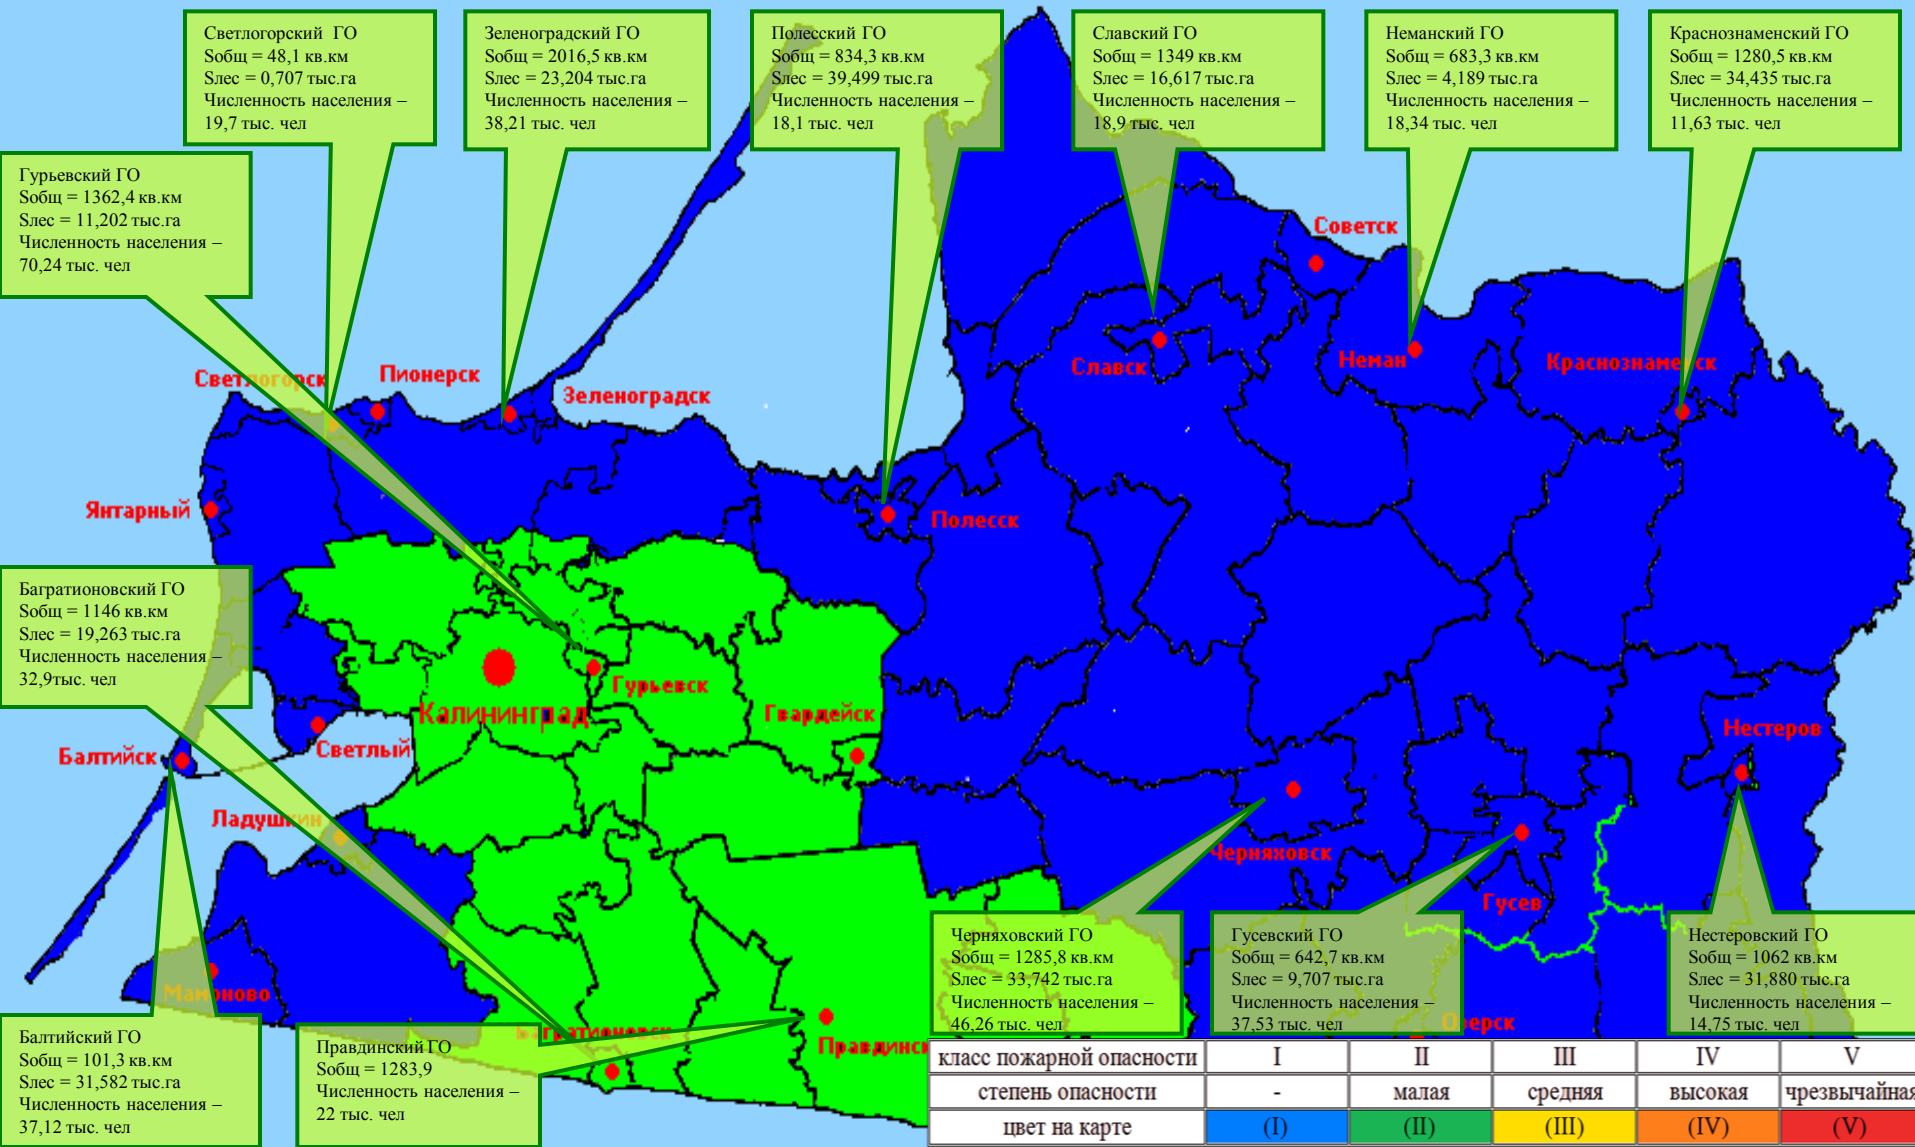 Светлогорский ГО
Sобщ = 48,1 кв.км
Sлес = 0,707 тыс.га
Численность населения –
19,7 тыс. чел
Зеленоградский ГО
Sобщ = 2016,5 кв.км
Sлес = 23,204 тыс.га
Численность населения –
38,21 тыс. чел
Полесский ГО
Sобщ = 834,3 кв.км
Sлес = 39,499 тыс.га
Численность населения –
18,1 тыс. чел
Славский ГО
Sобщ = 1349 кв.км
Sлес = 16,617 тыс.га
Численность населения –
18,9 тыс. чел
Неманский ГО
Sобщ = 683,3 кв.км
Sлес = 4,189 тыс.га
Численность населения –
18,34 тыс. чел
Краснознаменский ГО
Sобщ = 1280,5 кв.км
Sлес = 34,435 тыс.га
Численность населения –
11,63 тыс. чел
Гурьевский ГО
Sобщ = 1362,4 кв.км
Sлес = 11,202 тыс.га
Численность населения –
70,24 тыс. чел
Советск
Славск
Неман
Краснознаменск
Светлогорск
Пионерск
Зеленоградск
Янтарный
Полесск
Багратионовский ГО
Sобщ = 1146 кв.км
Sлес = 19,263 тыс.га
Численность населения –
32,9тыс. чел
Калининград
Гурьевск
Гвардейск
Нестеров
Балтийск
Светлый
Ладушкин
Черняховск
Гусев
Мамоново
Багратионовск
Правдинск
Озерск
Черняховский ГО
Sобщ = 1285,8 кв.км
Sлес = 33,742 тыс.га
Численность населения –
46,26 тыс. чел
Гусевский ГО
Sобщ = 642,7 кв.км
Sлес = 9,707 тыс.га
Численность населения –
37,53 тыс. чел
Нестеровский ГО
Sобщ = 1062 кв.км
Sлес = 31,880 тыс.га
Численность населения –
14,75 тыс. чел
Балтийский ГО
Sобщ = 101,3 кв.км
Sлес = 31,582 тыс.га
Численность населения –
37,12 тыс. чел
Правдинский ГО
Sобщ = 1283,9
Численность населения –
22 тыс. чел
класс пожарной опасности I II III IV V
степень опасности - малая средняя высокая чрезвычайная
цвет на карте (I) (II) (III) (IV) (V)